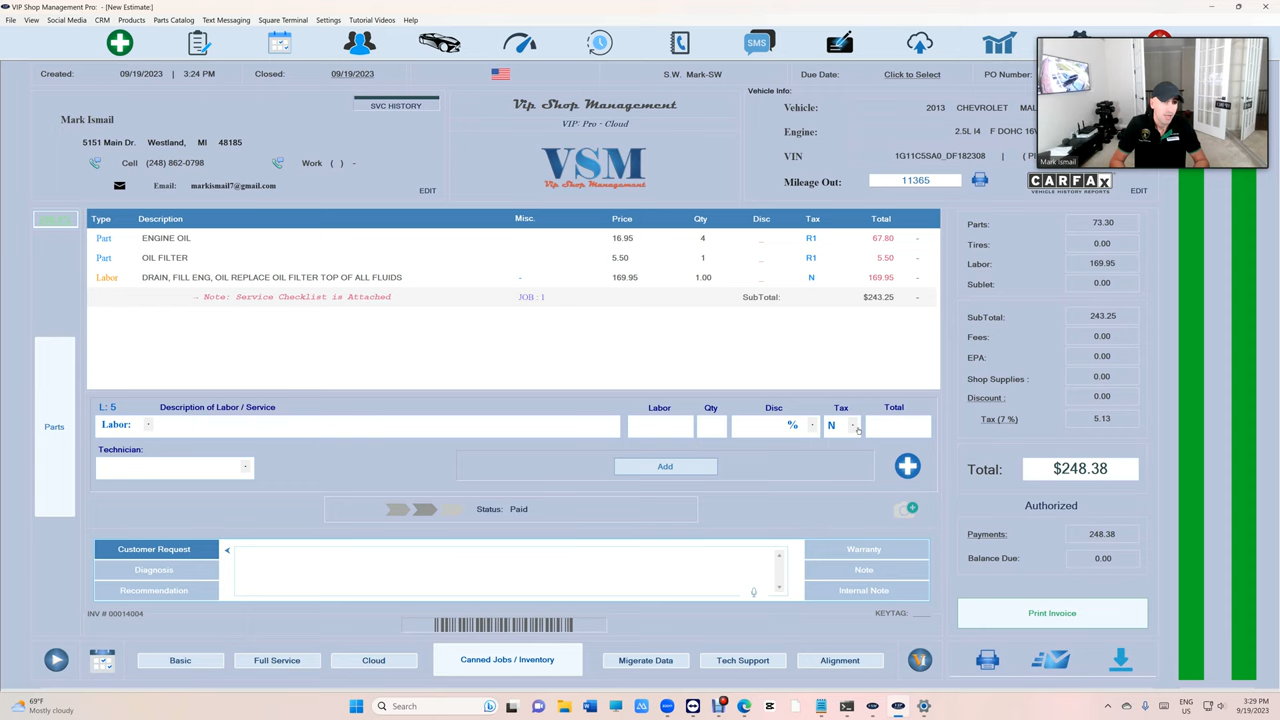 VIP Shop Management Pro: - [New Estimate:]
File View Social Media CRM Products Parts Catalog Text Messaging Square Terminal Settings Tutorial Videos Help
SMS
Created: 09/19/2023 | 3:24 PM Closed: 09/19/2023 S.W. Mark-SW Due Date: Click to Select PO Number:
SVC HISTORY
Mark Ismail
5151 Main Dr. Westland, MI 48185
Cell (248) 862-0798 Work ( ) -
Email: markismail7@gmail.com
EDIT
Vip Shop Management
VIP: Pro - Cloud
VSM
Vip Shop Management
Vehicle Info:
Vehicle: 2013 CHEVROLET MAL
Engine: 2.5L I4 F DOHC 16V
VIN 1G11C5SA0_DF182308 | ( Pl
Mileage Out: 11365
CARFAX
VEHICLE HISTORY REPORTS
EDIT
Mark Ismail
Type Description Misc. Price Qty Disc Tax Total
Part ENGINE OIL 16.95 4 _ R1 67.80 -
Part OIL FILTER 5.50 1 _ R1 5.50 -
Labor DRAIN, FILL ENG, OIL REPLACE OIL FILTER TOP OF ALL FLUIDS - 169.95 1.00 _ N 169.95 -
→ Note: Service Checklist is Attached JOB : 1 SubTotal: $243.25 -
Parts
L: 5 Description of Labor / Service Labor Qty Disc Tax Total
Labor: % N
Technician:
Add
Status: Paid
Customer Request
Diagnosis
Recommendation
Warranty
Note
Internal Note
INV # 00014004 KEYTAG: ___
Parts: 73.30
Tires: 0.00
Labor: 169.95
Sublet: 0.00
SubTotal: 243.25
Fees: 0.00
EPA: 0.00
Shop Supplies : 0.00
Discount : 0.00
Tax (7 %) 5.13
Total: $248.38
Authorized
Payments: 248.38
Balance Due: 0.00
Print Invoice
Basic Full Service Cloud Canned Jobs / Inventory Migerate Data Tech Support Alignment
69°F
Mostly cloudy
Search
ENG
US
3:29 PM
9/19/2023